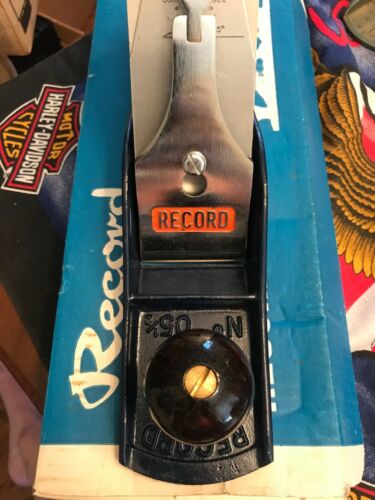 RECORD
No 05½
RECORD
Record
MOTOR
HARLEY-DAVIDSON
CYCLES